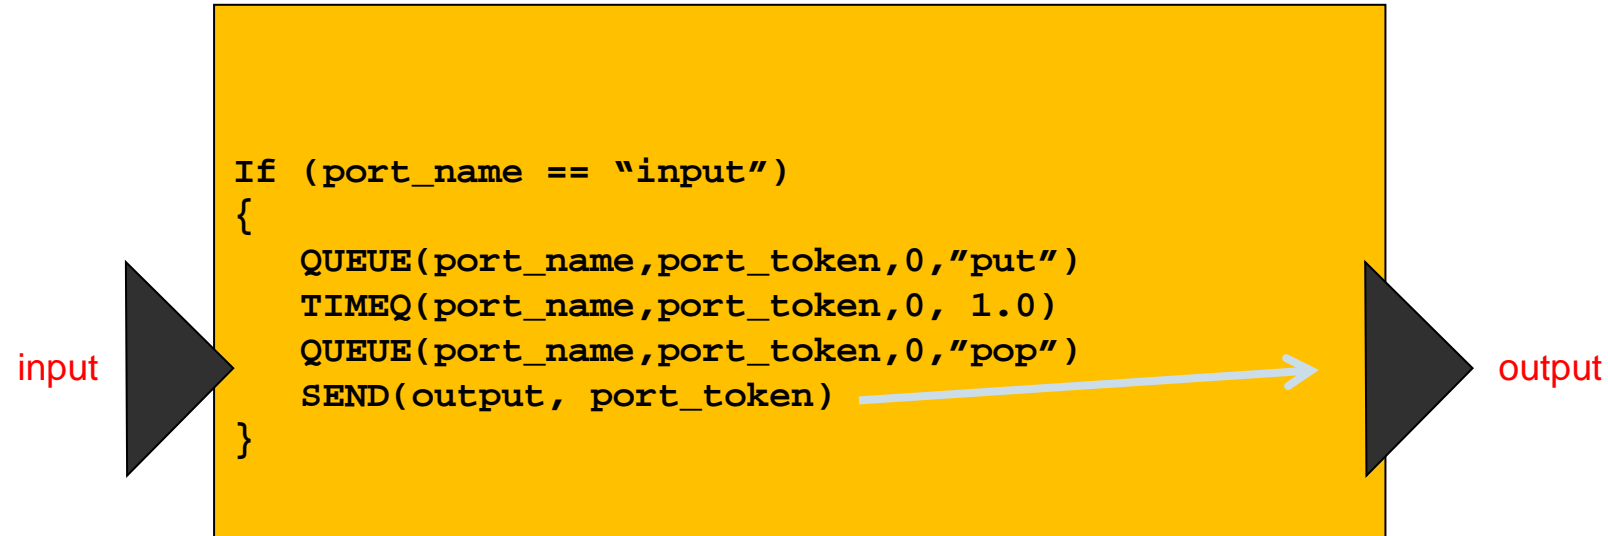 If (port_name == “input”)
{
QUEUE(port_name,port_token,0,”put”)
TIMEQ(port_name,port_token,0, 1.0)
QUEUE(port_name,port_token,0,”pop”)
input
output
SEND(output, port_token)
}